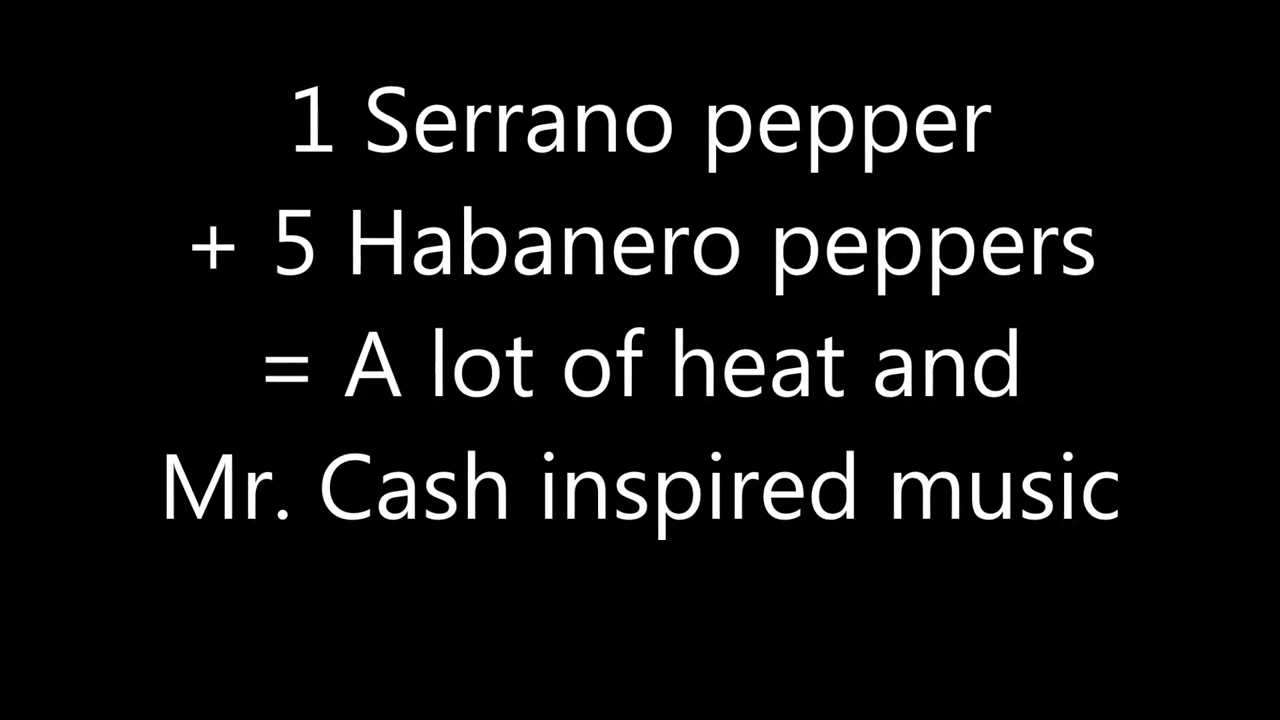 1 Serrano pepper
+ 5 Habanero peppers
= A lot of heat and
Mr. Cash inspired music